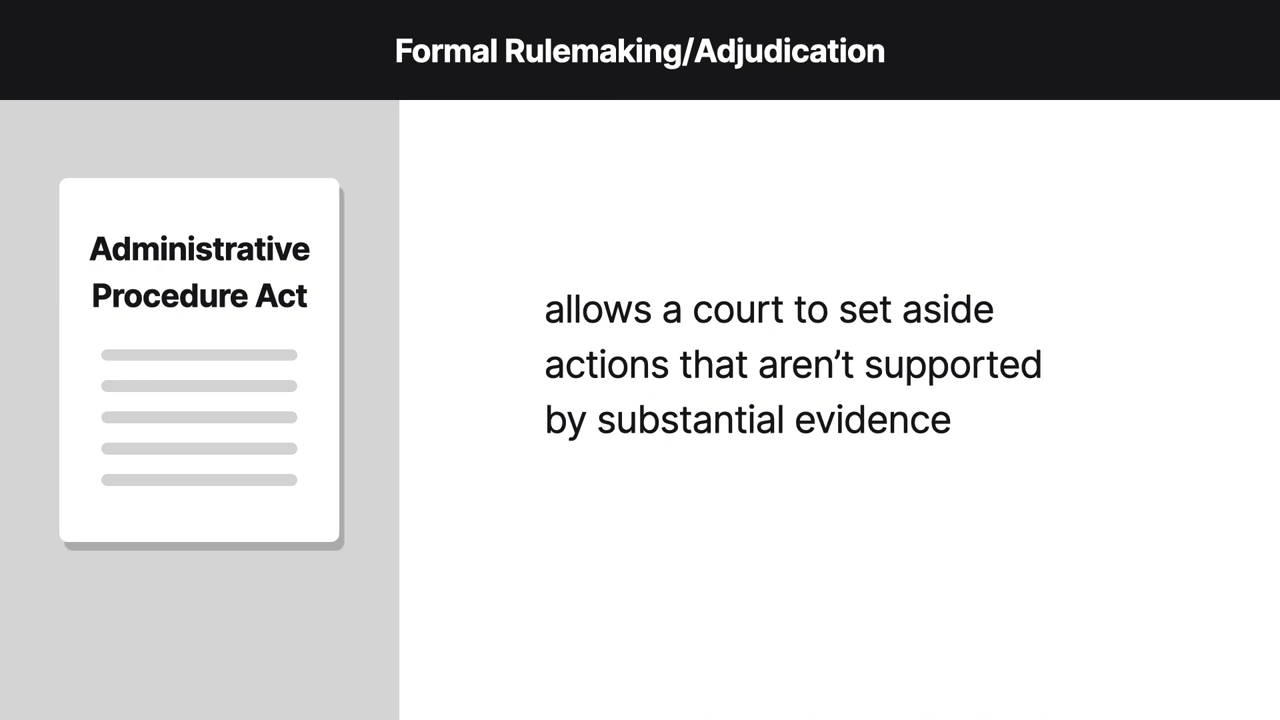 Formal Rulemaking/Adjudication
Administrative
Procedure Act
allows a court to set aside
actions that aren’t supported
by substantial evidence